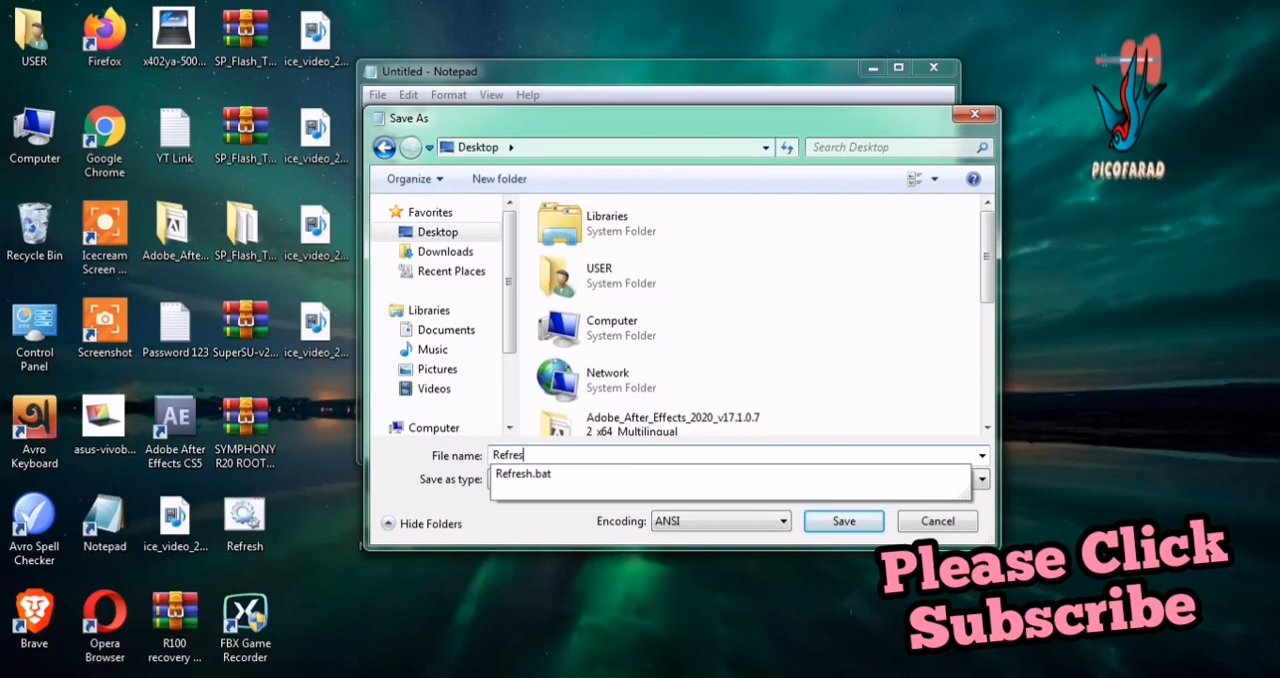 USER
Firefox
x402ya-500...
SP_Flash_T...
ice_video_2...
Computer
Google
Chrome
YT Link
SP_Flash_T...
ice_video_2...
Recycle Bin
Icecream
Screen ...
Adobe_Afte...
SP_Flash_T...
ice_video_2...
Control
Panel
Screenshot
Password 123
SuperSU-v2...
ice_video_2...
Avro
Keyboard
asus-vivob...
Adobe After
Effects CS5
AE
SYMPHONY
R20 ROOT...
Avro Spell
Checker
Notepad
ice_video_2...
Refresh
Brave
Opera
Browser
R100
recovery ...
FBX Game
Recorder
Untitled - Notepad
File Edit Format View Help
Save As
Desktop
Search Desktop
Organize New folder
Favorites
Desktop
Downloads
Recent Places
Libraries
Documents
Music
Pictures
Videos
Computer
Libraries
System Folder
USER
System Folder
Computer
System Folder
Network
System Folder
Adobe_After_Effects_2020_v17.1.0.7
2_x64_Multilingual
File name: Refres
Refresh.bat
Save as type:
Hide Folders
Encoding: ANSI Save Cancel
PICOFARAD
Please Click
Subscribe